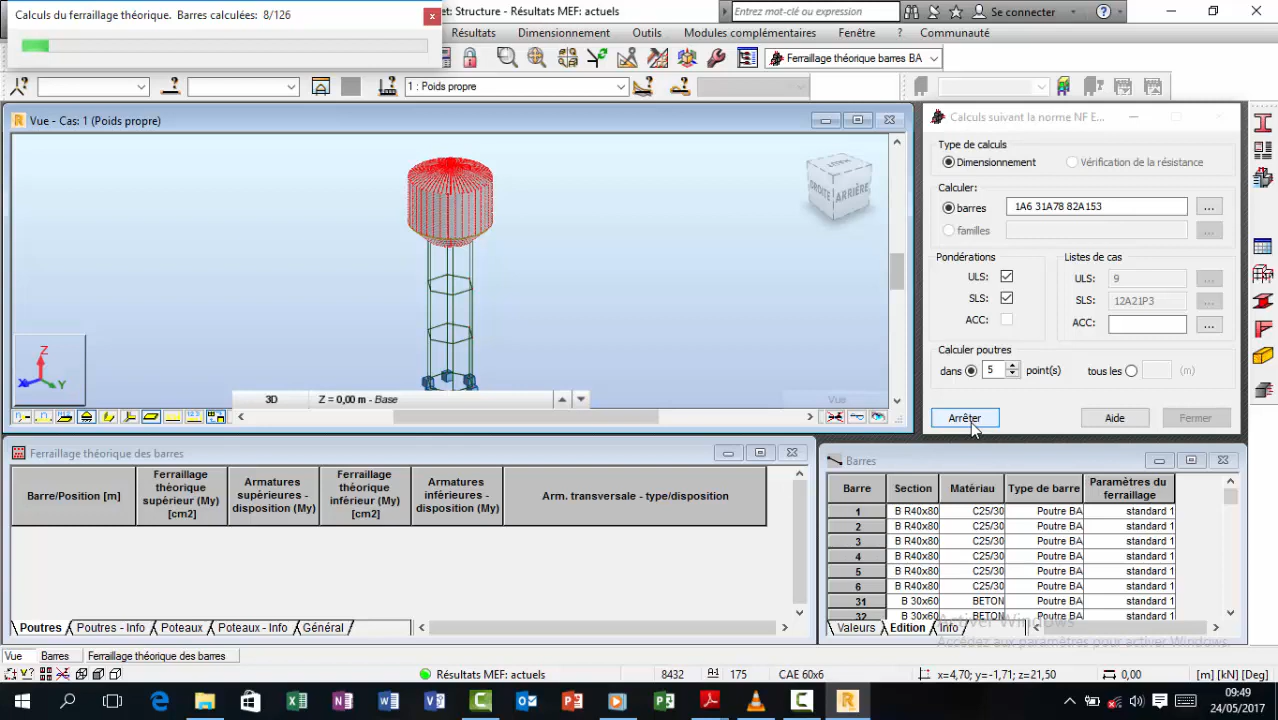 Calculs du ferraillage théorique. Barres calculées: 8/126
et: Structure - Résultats MEF: actuels
Entrez mot-clé ou expression
Se connecter
Résultats Dimensionnement Outils Modules complémentaires Fenêtre ? Communauté
Ferraillage théorique barres BA
1 : Poids propre
Vue - Cas: 1 (Poids propre)
DROITE ARRIÈRE
Z
X Y
3D Z = 0,00 m - Base
Vue
Calculs suivant la norme NF E...
Type de calculs
Dimensionnement Vérification de la résistance
Calculer:
barres 1A6 31A78 82A153 ...
familles ...
Pondérations Listes de cas
ULS: ULS: 9 ...
SLS: SLS: 12A21P3 ...
ACC: ACC: ...
Calculer poutres
dans 5 point(s) tous les (m)
Arrêter Aide Fermer
Ferraillage théorique des barres
Barre/Position [m]
Ferraillage théorique supérieur (My) [cm2]
Armatures supérieures - disposition (My)
Ferraillage théorique inférieur (My) [cm2]
Armatures inférieures - disposition (My)
Arm. transversale - type/disposition
Poutres Poutres - Info Poteaux Poteaux - Info Général
Barres
Barre Section Matériau Type de barre Paramètres du ferraillage
1 B R40x80 C25/30 Poutre BA standard 1
2 B R40x80 C25/30 Poutre BA standard 1
3 B R40x80 C25/30 Poutre BA standard 1
4 B R40x80 C25/30 Poutre BA standard 1
5 B R40x80 C25/30 Poutre BA standard 1
6 B R40x80 C25/30 Poutre BA standard 1
31 B 30x60 BETON Poutre BA standard 1
32 B 30x60 BETON Poutre BA standard 1
Valeurs Edition Info
Activer Windows
Accédez aux paramètres pour activer Windows.
Vue Barres Ferraillage théorique des barres
Résultats MEF: actuels 8432 175 CAE 60x6 x=4,70; y=-1,71; z=21,50 0,00 [m] [kN] [Deg]
09:49
24/05/2017